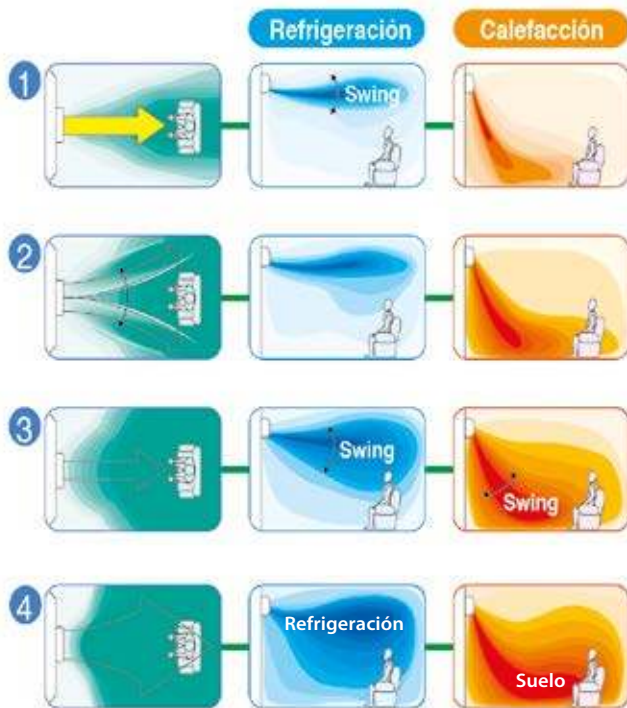 Refrigeración
Calefacción
1
Swing
2
3
Swing
Swing
4
Refrigeración
Suelo